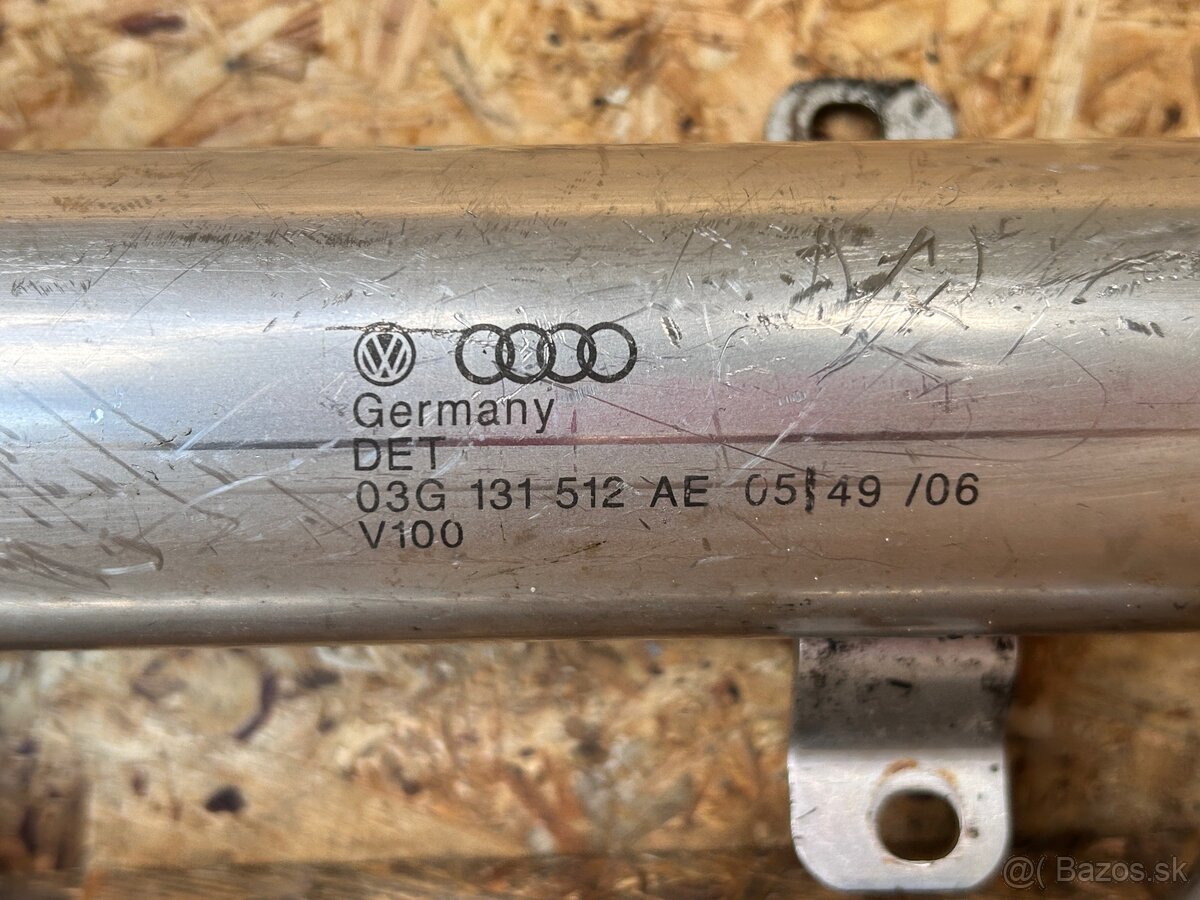 Germany
DET
03G 131 512 AE 05 49 /06
V100
@( Bazos.sk